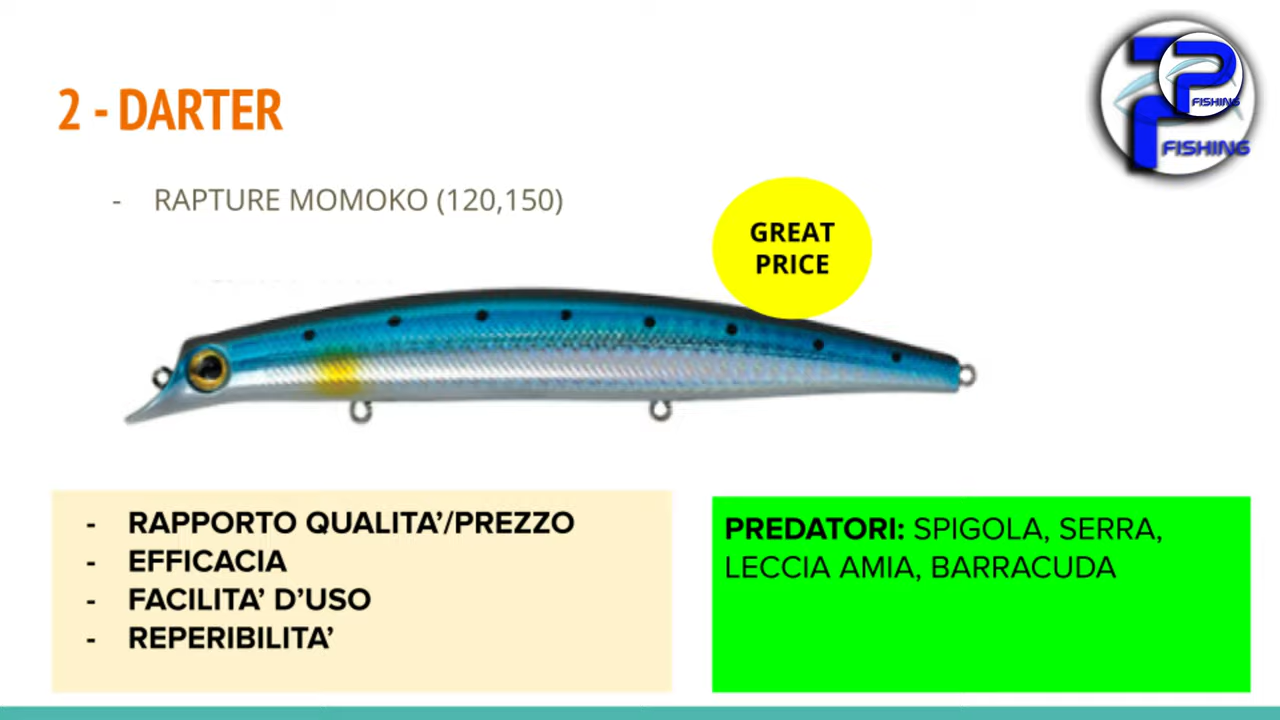 2 - DARTER
- RAPTURE MOMOKO (120,150)
GREAT
PRICE
- RAPPORTO QUALITA'/PREZZO
- EFFICACIA
- FACILITA' D'USO
- REPERIBILITA'
PREDATORI: SPIGOLA, SERRA,
LECCIA AMIA, BARRACUDA
P
FISHING
P
FISHING